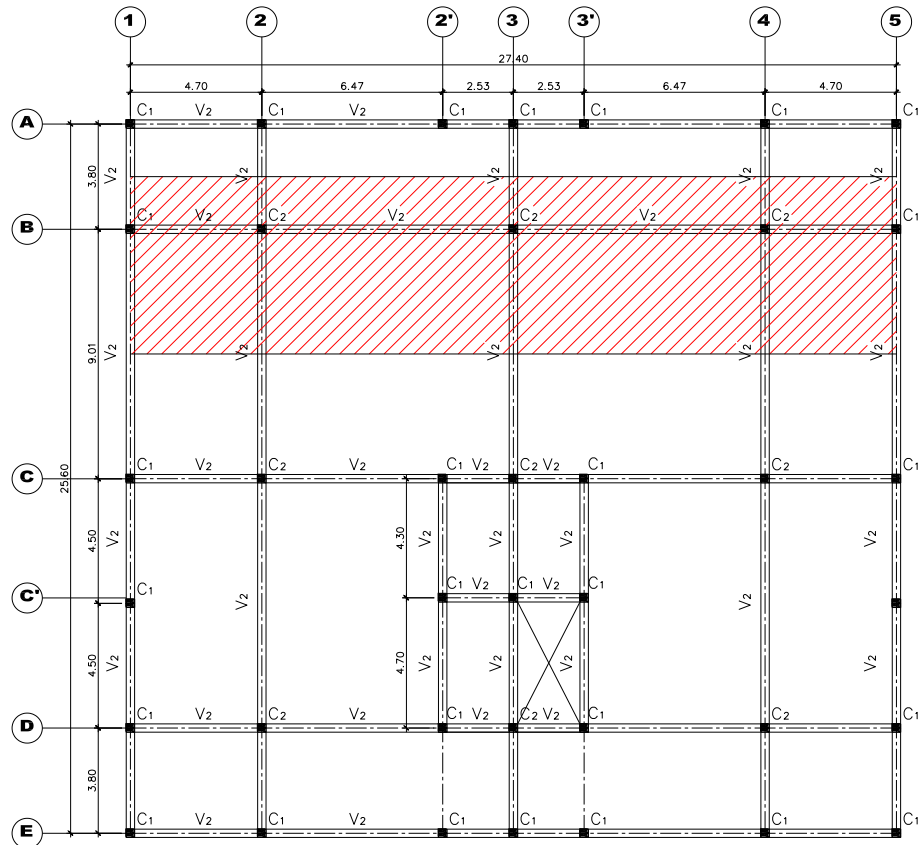 1 2 2' 3 3' 4 5
27.40
4.70 6.47 2.53 2.53 6.47 4.70
C1 V2 C1 V2 C1 C1 C1 C1 C1
A
3.80
V2 V2 V2 V2 V2
C1 V2 C2 V2 C2 V2 C2 C1
B
9.01
V2 V2 V2 V2 V2
C1 V2 C2 V2 C1 V2 C2 V2 C1 C2 C1
C
25.60
4.50 V2 4.30 V2 V2 V2 V2
C1 C1 V2 C1 V2 C1
C'
V2 V2
4.50 V2 4.70 V2 V2 V2 V2
C1 V2 C2 V2 C1 V2 C2 V2 C1 C2 C1
D
3.80
C1 V2 C1 V2 C1 C1 C1 C1 C1
E